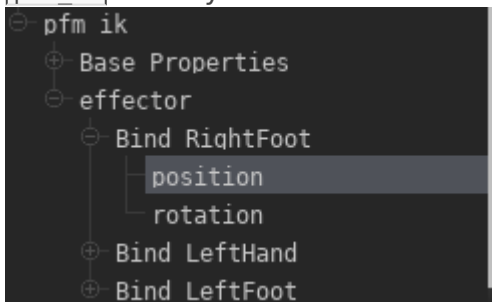 pfm ik
Base Properties
effector
Bind RightFoot
position
rotation
Bind LeftHand
Bind LeftFoot